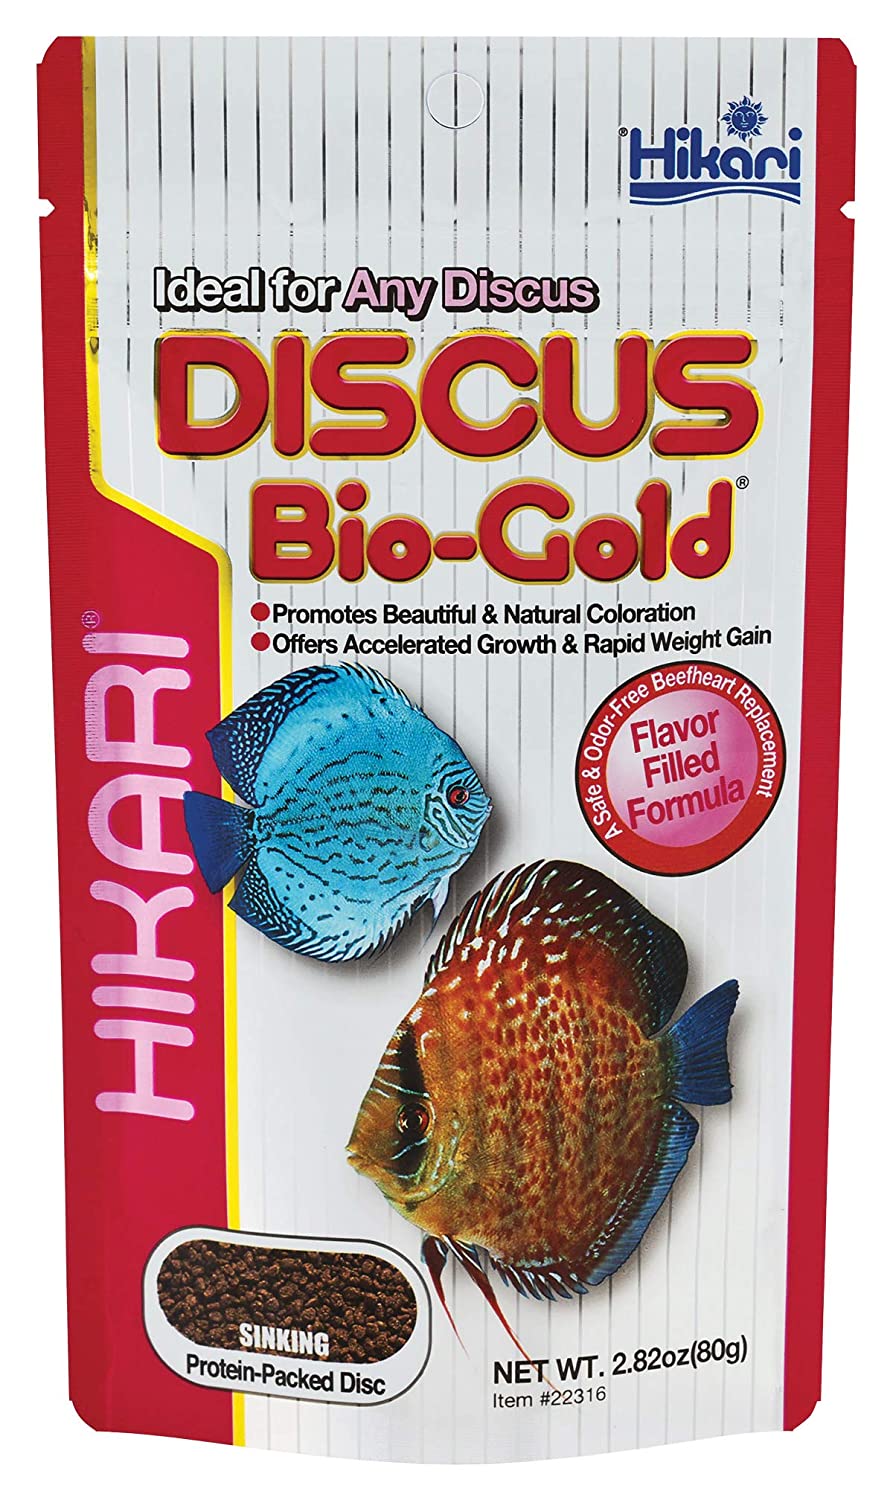 ®Hikari
Ideal for Any Discus
DISCUS
Bio-Gold®
●Promotes Beautiful & Natural Coloration
●Offers Accelerated Growth & Rapid Weight Gain
A Safe & Odor-Free Beefheart Replacement
Flavor
Filled
Formula
HIKARI®
SINKING
Protein-Packed Disc
NET WT. 2.82oz(80g)
Item #22316